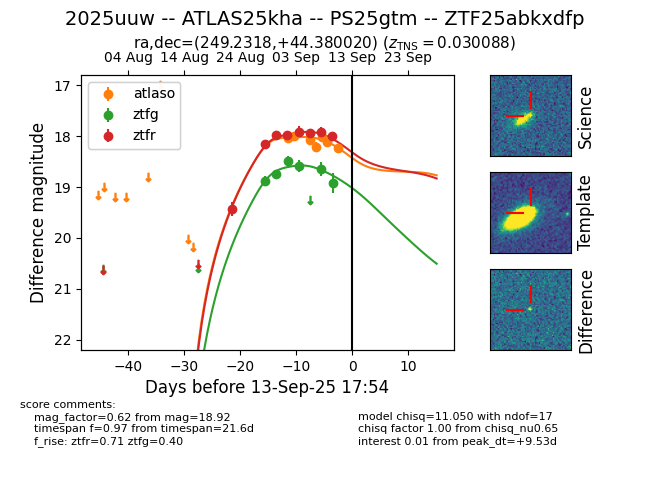 2025uuw -- ATLAS25kha -- PS25gtm -- ZTF25abkxdfp
ra,dec=(249.2318,+44.380020) (z_TNS = 0.030088)
04 Aug 14 Aug 24 Aug 03 Sep 13 Sep 23 Sep
atlaso
ztfg
ztfr
17
18
19
20
21
22
Difference magnitude
−40 −30 −20 −10 0 10
Days before 13-Sep-25 17:54
Science
Template
Difference
score comments:
mag_factor=0.62 from mag=18.92
timespan f=0.97 from timespan=21.6d
f_rise: ztfr=0.71 ztfg=0.40
model chisq=11.050 with ndof=17
chisq factor 1.00 from chisq_nu0.65
interest 0.01 from peak_dt=+9.53d